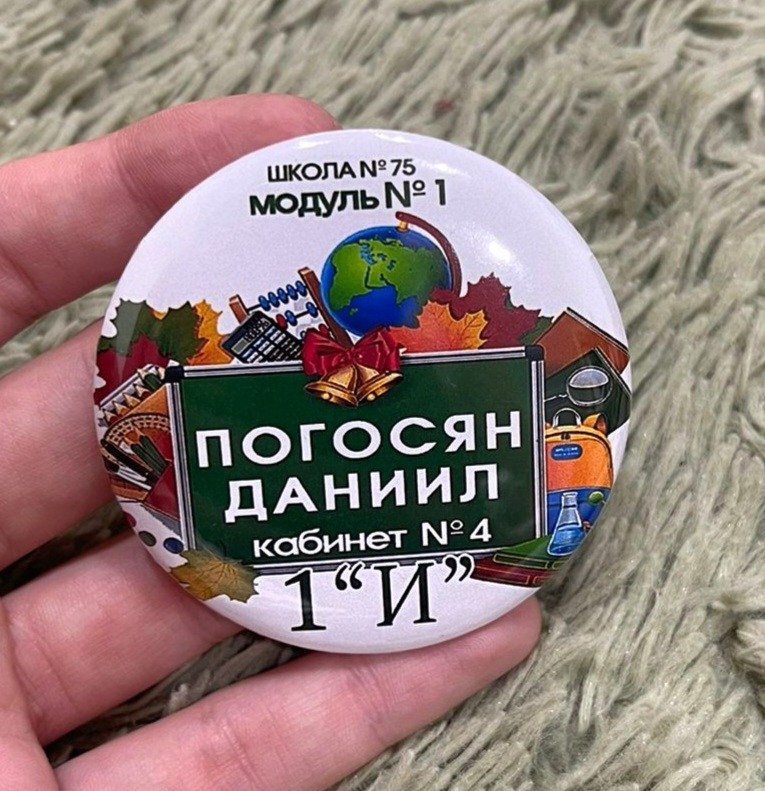 ШКОЛА № 75
МОДУЛЬ № 1
ПОГОСЯН
ДАНИИЛ
кабинет № 4
1 “И”